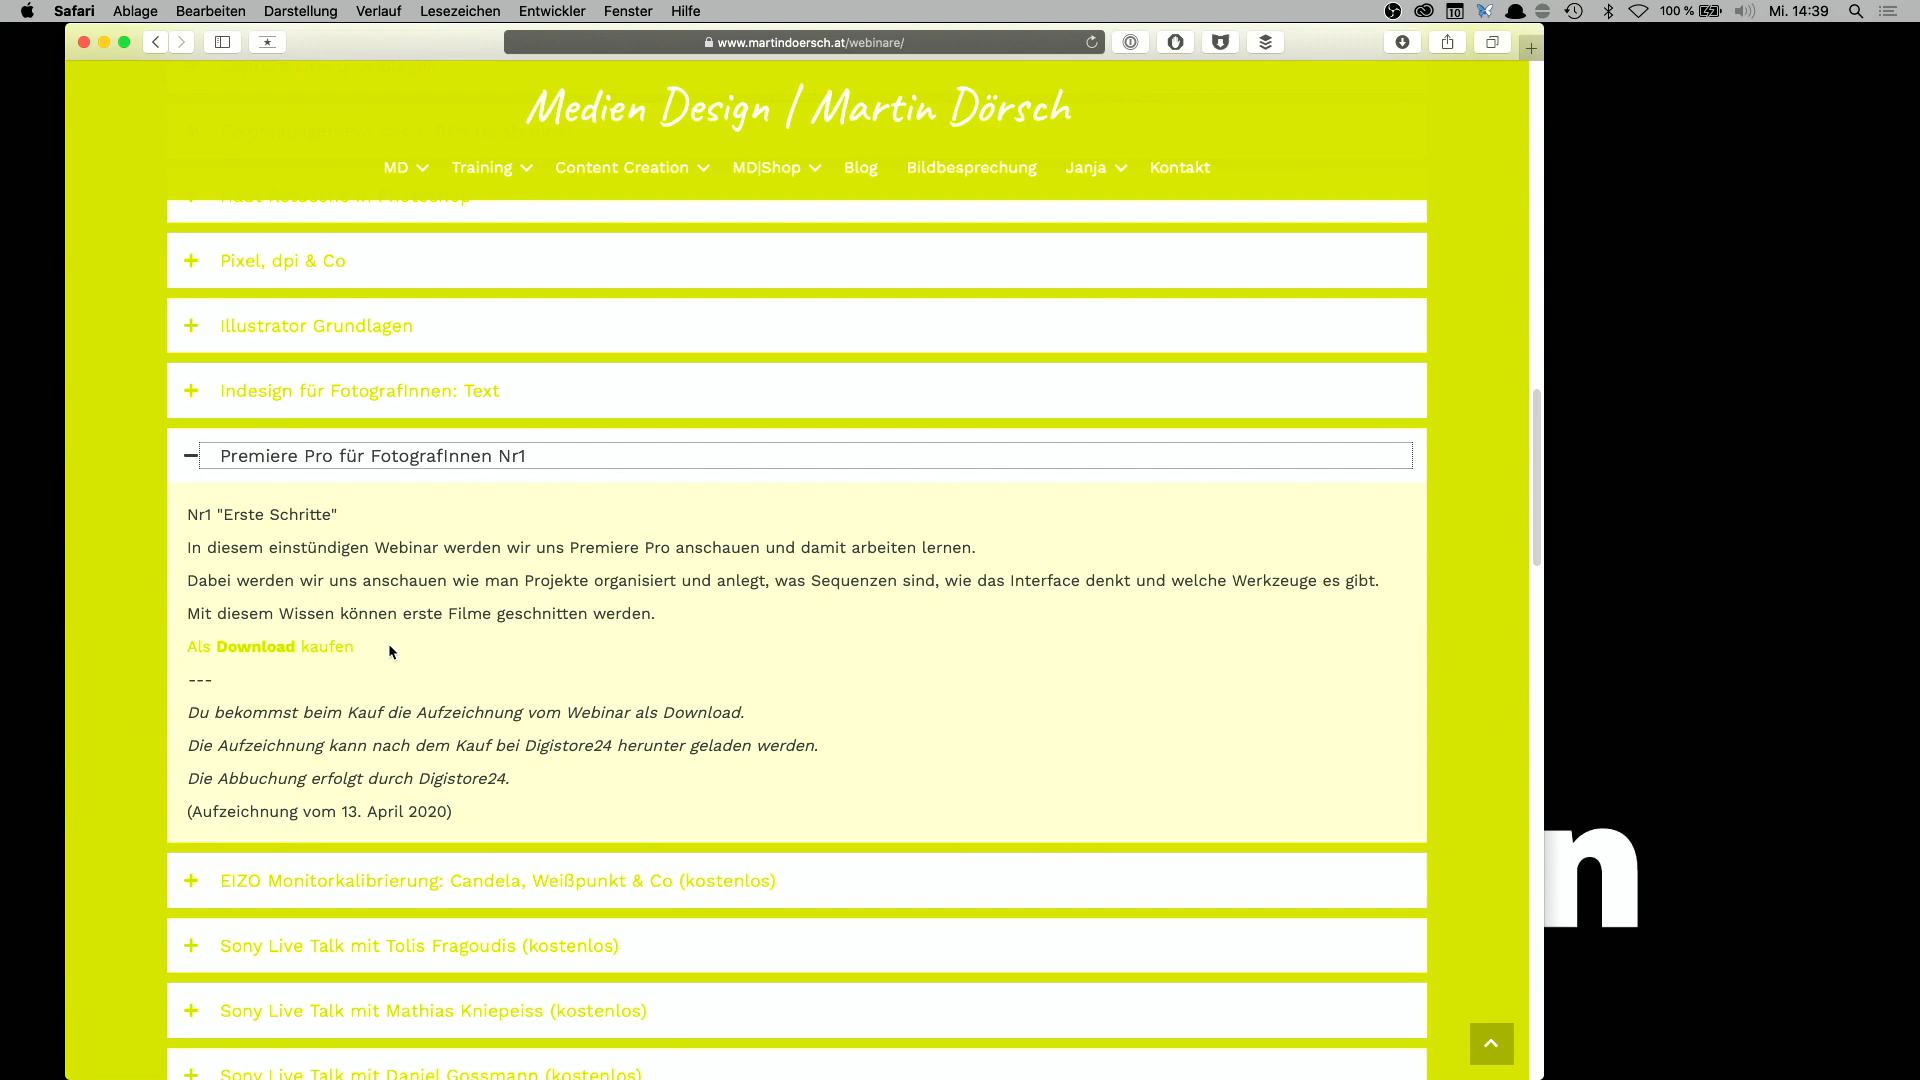 Safari Ablage Bearbeiten Darstellung Verlauf Lesezeichen Entwickler Fenster Hilfe 10 100 % Mi. 14:39
www.martindoersch.at/webinare/
Medien Design | Martin Dörsch
MD Training Content Creation MD|Shop Blog Bildbesprechung Janja Kontakt
Pixel, dpi & Co
Illustrator Grundlagen
Indesign für FotografInnen: Text
Premiere Pro für FotografInnen Nr1
Nr1 "Erste Schritte"
In diesem einstündigen Webinar werden wir uns Premiere Pro anschauen und damit arbeiten lernen.
Dabei werden wir uns anschauen wie man Projekte organisiert und anlegt, was Sequenzen sind, wie das Interface denkt und welche Werkzeuge es gibt.
Mit diesem Wissen können erste Filme geschnitten werden.
Als Download kaufen
---
Du bekommst beim Kauf die Aufzeichnung vom Webinar als Download.
Die Aufzeichnung kann nach dem Kauf bei Digistore24 herunter geladen werden.
Die Abbuchung erfolgt durch Digistore24.
(Aufzeichnung vom 13. April 2020)
n
EIZO Monitorkalibrierung: Candela, Weißpunkt & Co (kostenlos)
Sony Live Talk mit Tolis Fragoudis (kostenlos)
Sony Live Talk mit Mathias Kniepeiss (kostenlos)
Sony Live Talk mit Daniel Gossmann (kostenlos)